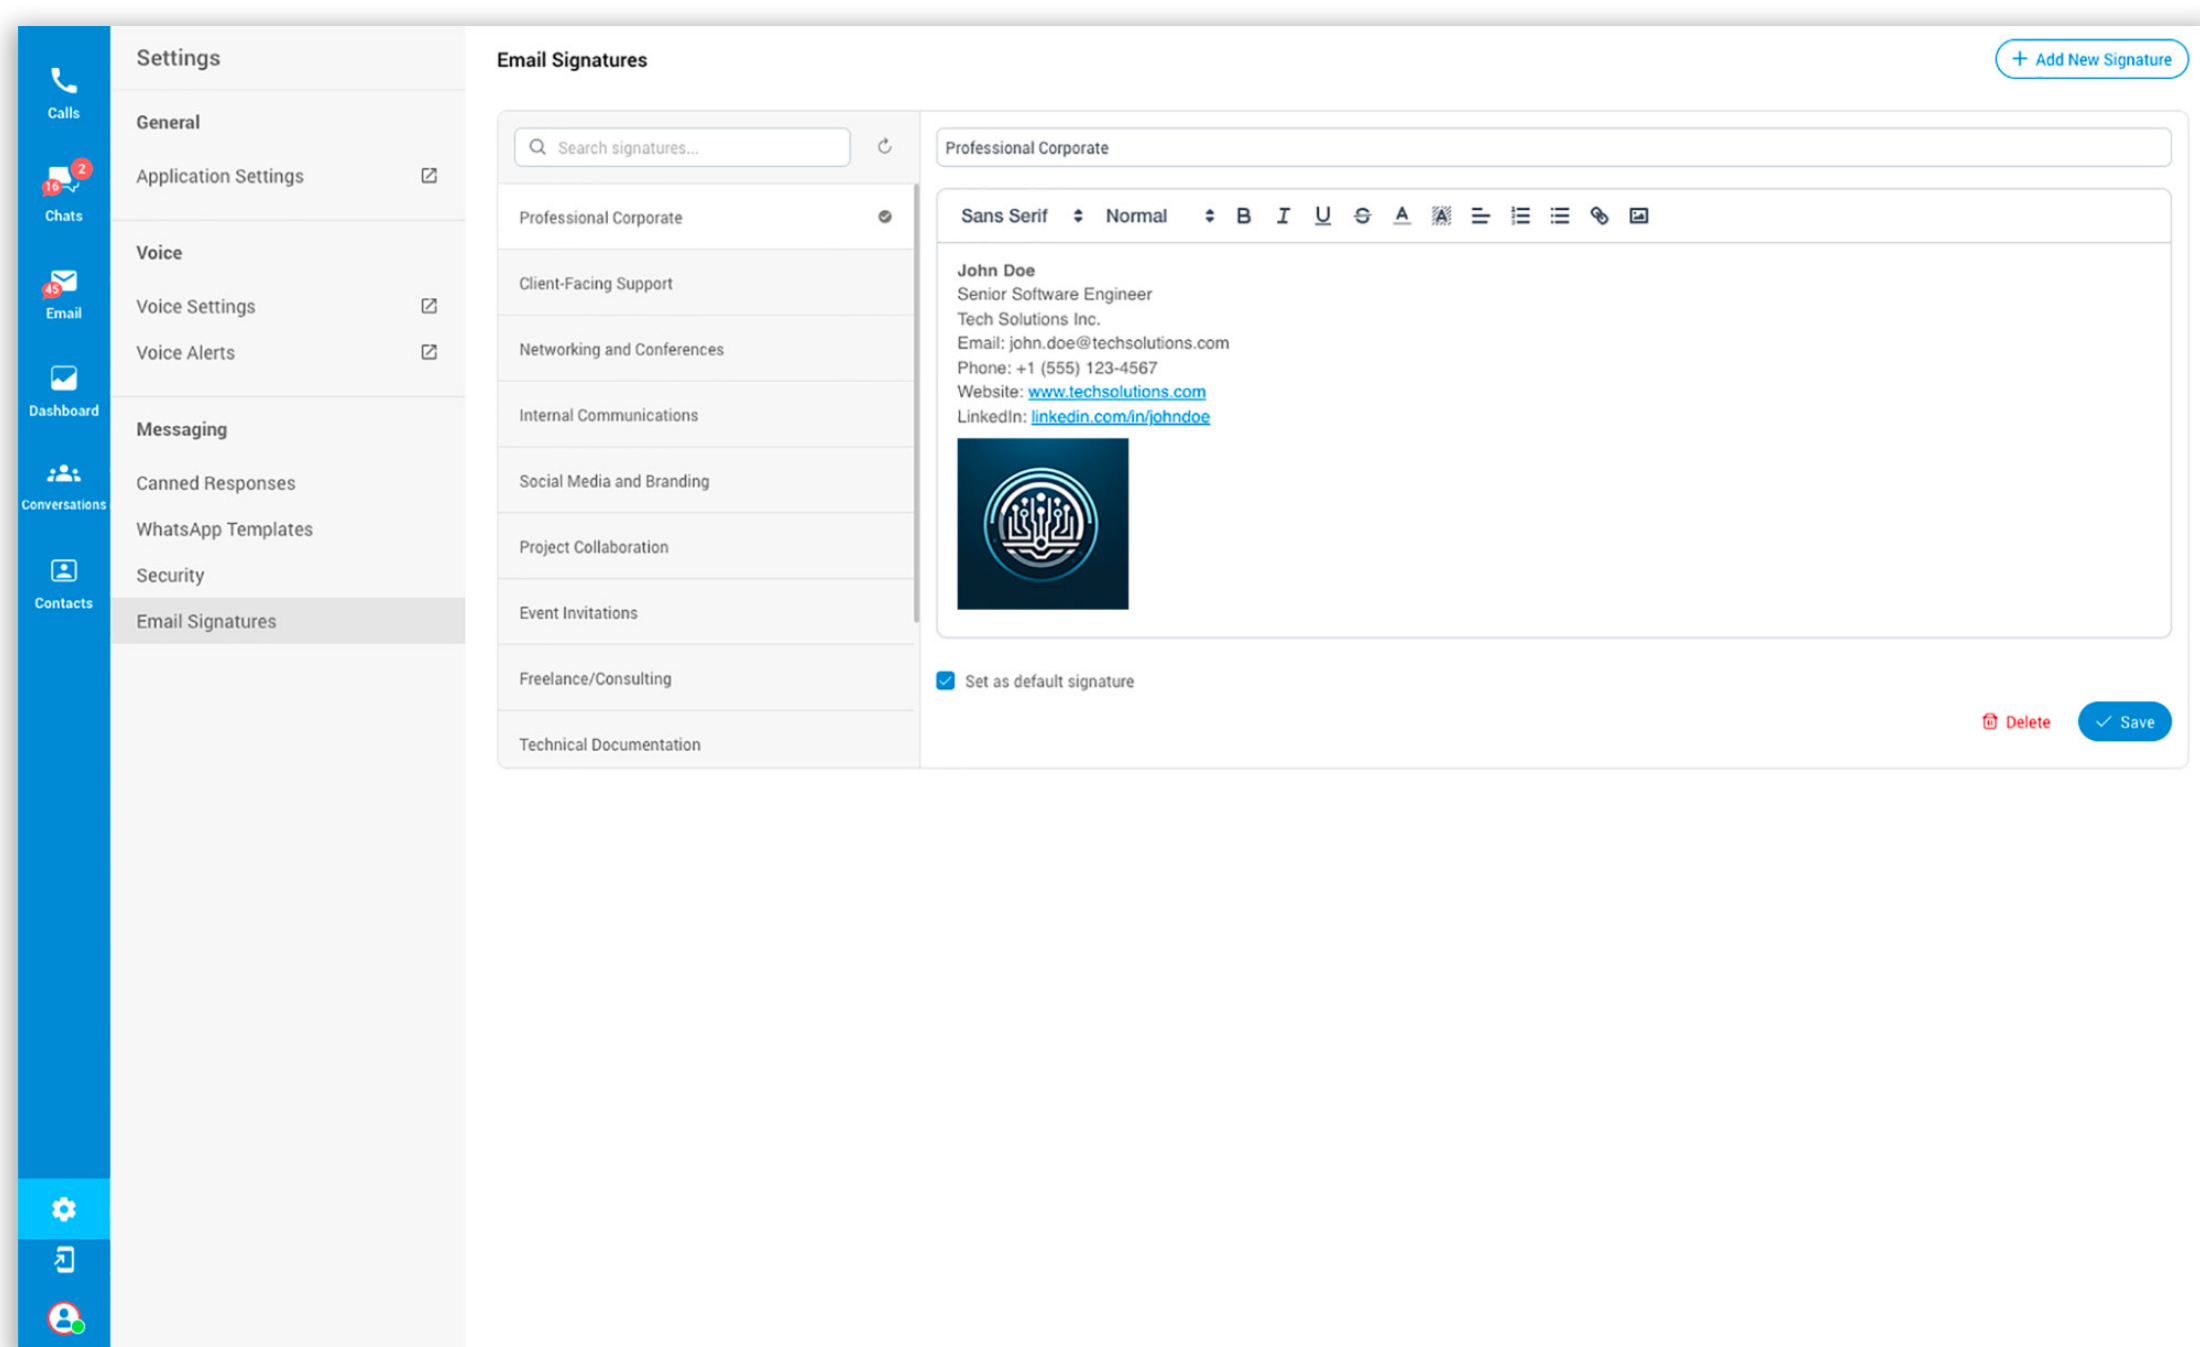 Calls
2
16
Chats
45
Email
Dashboard
Conversations
Contacts
Settings
General
Application Settings
Voice
Voice Settings
Voice Alerts
Messaging
Canned Responses
WhatsApp Templates
Security
Email Signatures
Email Signatures
+ Add New Signature
Search signatures...
Professional Corporate
Client-Facing Support
Networking and Conferences
Internal Communications
Social Media and Branding
Project Collaboration
Event Invitations
Freelance/Consulting
Technical Documentation
Professional Corporate
Sans Serif Normal B I U S A A
John Doe
Senior Software Engineer
Tech Solutions Inc.
Email: john.doe@techsolutions.com
Phone: +1 (555) 123-4567
Website: www.techsolutions.com
LinkedIn: linkedin.com/in/johndoe
Set as default signature
Delete
Save